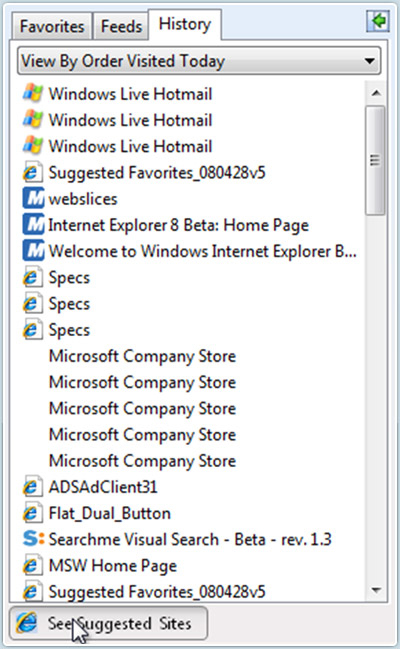 Favorites Feeds History
View By Order Visited Today
Windows Live Hotmail
Windows Live Hotmail
Windows Live Hotmail
Suggested Favorites_080428v5
webslices
Internet Explorer 8 Beta: Home Page
Welcome to Windows Internet Explorer B...
Specs
Specs
Specs
Microsoft Company Store
Microsoft Company Store
Microsoft Company Store
Microsoft Company Store
Microsoft Company Store
ADSAdClient31
Flat_Dual_Button
Searchme Visual Search - Beta - rev. 1.3
MSW Home Page
Suggested Favorites_080428v5
See Suggested Sites